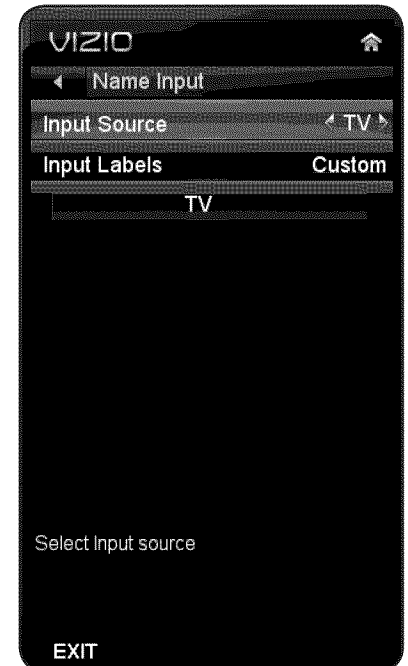 VIZIO
Name Input
Input Source TV
Input Labels Custom
TV
Select Input source
EXIT